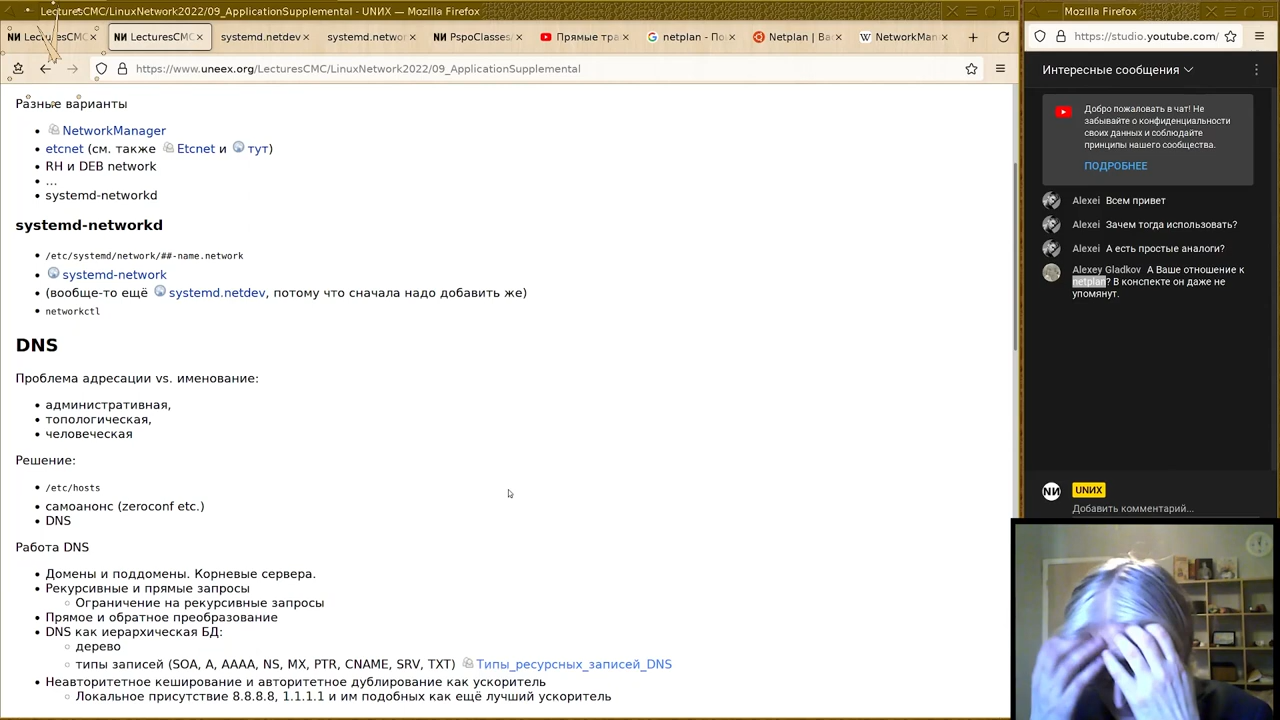 LecturesCMC/LinuxNetwork2022/09_ApplicationSupplemental - UNИX — Mozilla Firefox
Mozilla Firefox
LecturesCMC
LecturesCMC
systemd.netdev
systemd.networ
PspoClasses/
Прямые тра
netplan - По
Netplan | Bac
NetworkMan
https://www.uneex.org/LecturesCMC/LinuxNetwork2022/09_ApplicationSupplemental
https://studio.youtube.com/
Разные варианты
NetworkManager
etcnet (см. также Etcnet и тут)
RH и DEB network
...
systemd-networkd
systemd-networkd
/etc/systemd/network/##-name.network
systemd-network
(вообще-то ещё systemd.netdev, потому что сначала надо добавить же)
networkctl
DNS
Проблема адресации vs. именование:
административная,
топологическая,
человеческая
Решение:
/etc/hosts
самоанонс (zeroconf etc.)
DNS
Работа DNS
Домены и поддомены. Корневые сервера.
Рекурсивные и прямые запросы
Ограничение на рекурсивные запросы
Прямое и обратное преобразование
DNS как иерархическая БД:
дерево
типы записей (SOA, A, AAAA, NS, MX, PTR, CNAME, SRV, TXT) Типы_ресурсных_записей_DNS
Неавторитетное кеширование и авторитетное дублирование как ускоритель
Локальное присутствие 8.8.8.8, 1.1.1.1 и им подобных как ещё лучший ускоритель
Интересные сообщения
Добро пожаловать в чат! Не
забывайте о конфиденциальности
своих данных и соблюдайте
принципы нашего сообщества.
ПОДРОБНЕЕ
Alexei Всем привет
Alexei Зачем тогда использовать?
Alexei А есть простые аналоги?
Alexey Gladkov А Ваше отношение к
netplan? В конспекте он даже не
упомянут.
UNИX
Добавить комментарий...